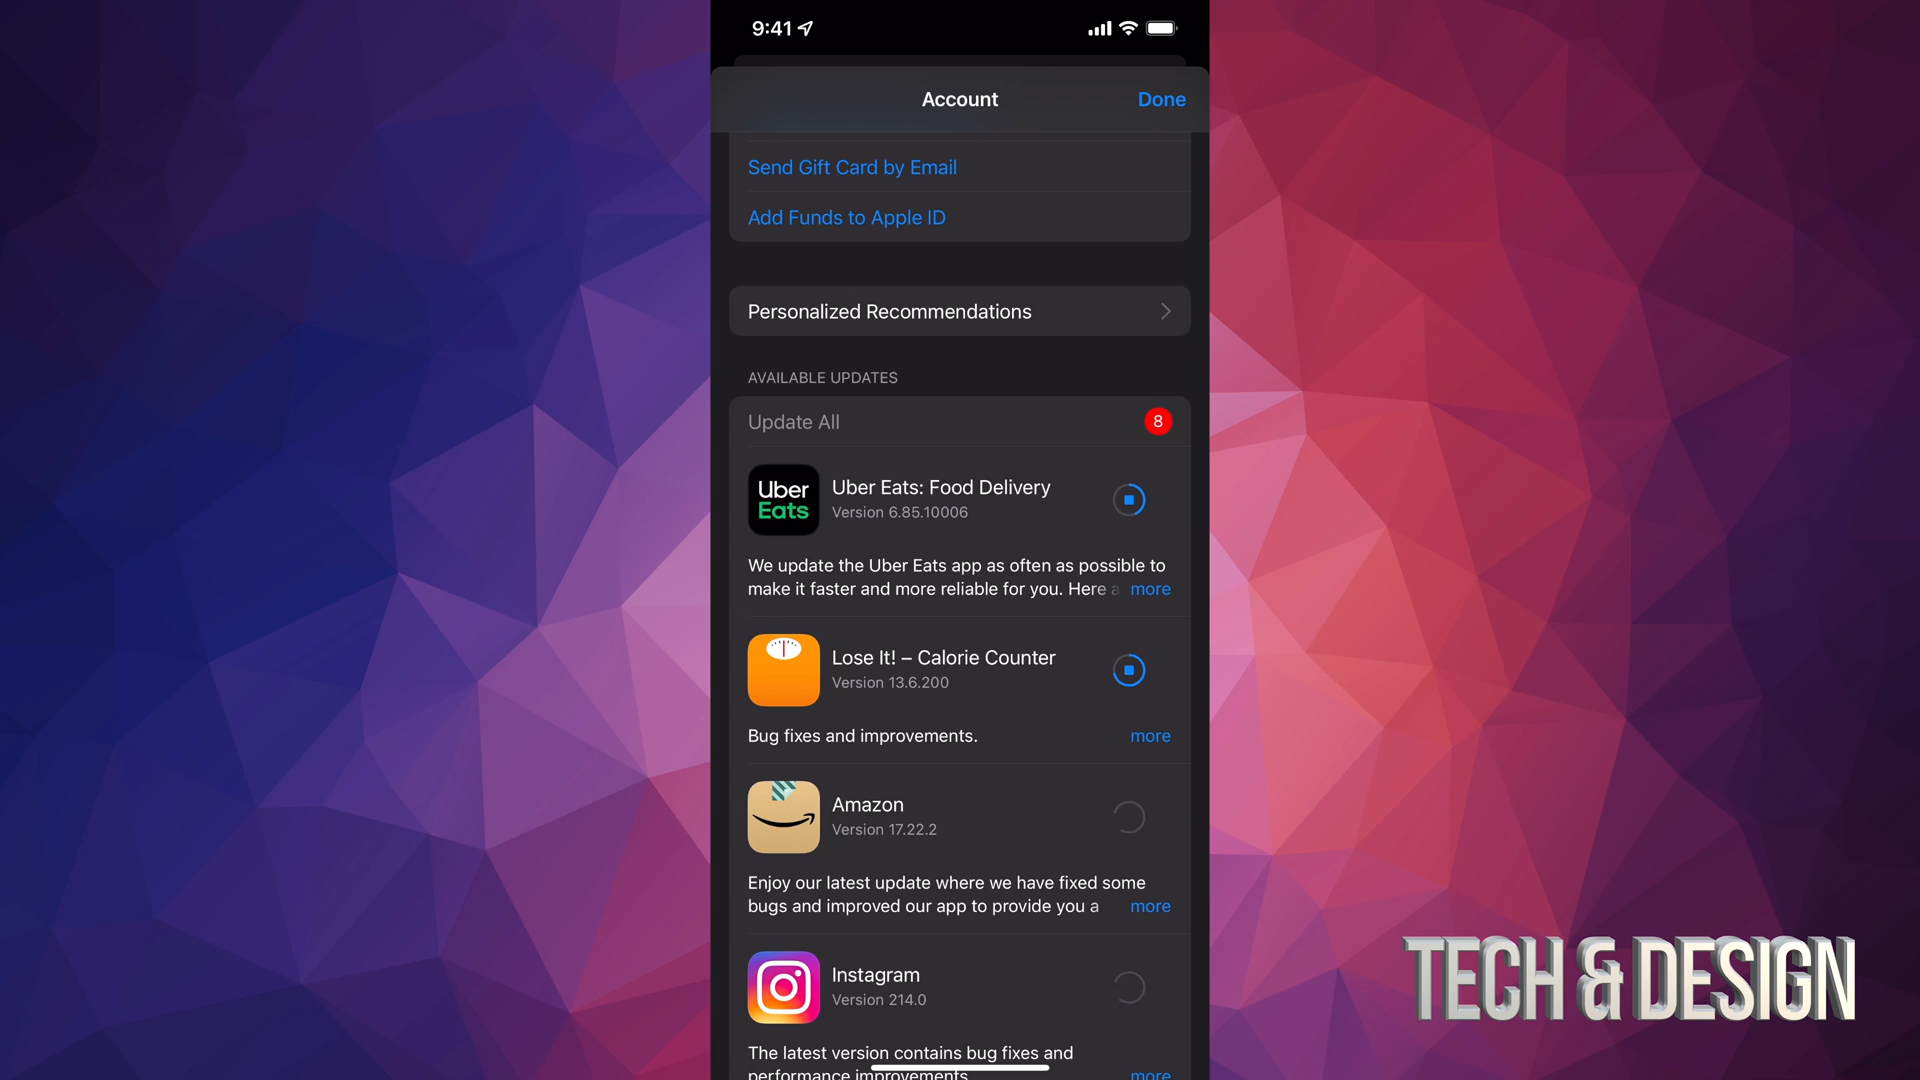 9:41
Account
Done
Send Gift Card by Email
Add Funds to Apple ID
Personalized Recommendations
AVAILABLE UPDATES
Update All
8
Uber
Eats
Uber Eats: Food Delivery
Version 6.85.10006
We update the Uber Eats app as often as possible to
make it faster and more reliable for you. Here a more
Lose It! – Calorie Counter
Version 13.6.200
Bug fixes and improvements. more
Amazon
Version 17.22.2
Enjoy our latest update where we have fixed some
bugs and improved our app to provide you a more
Instagram
Version 214.0
The latest version contains bug fixes and
performance improvements. more
TECH & DESIGN